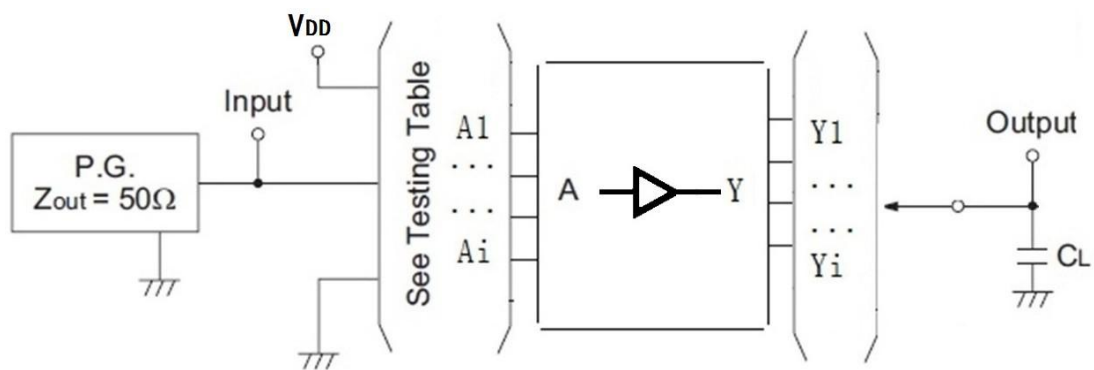 VDD
Input
P.G.
Zout = 50Ω
See Testing Table
A1
...
...
Ai
A
Y
Y1
...
...
Yi
Output
CL